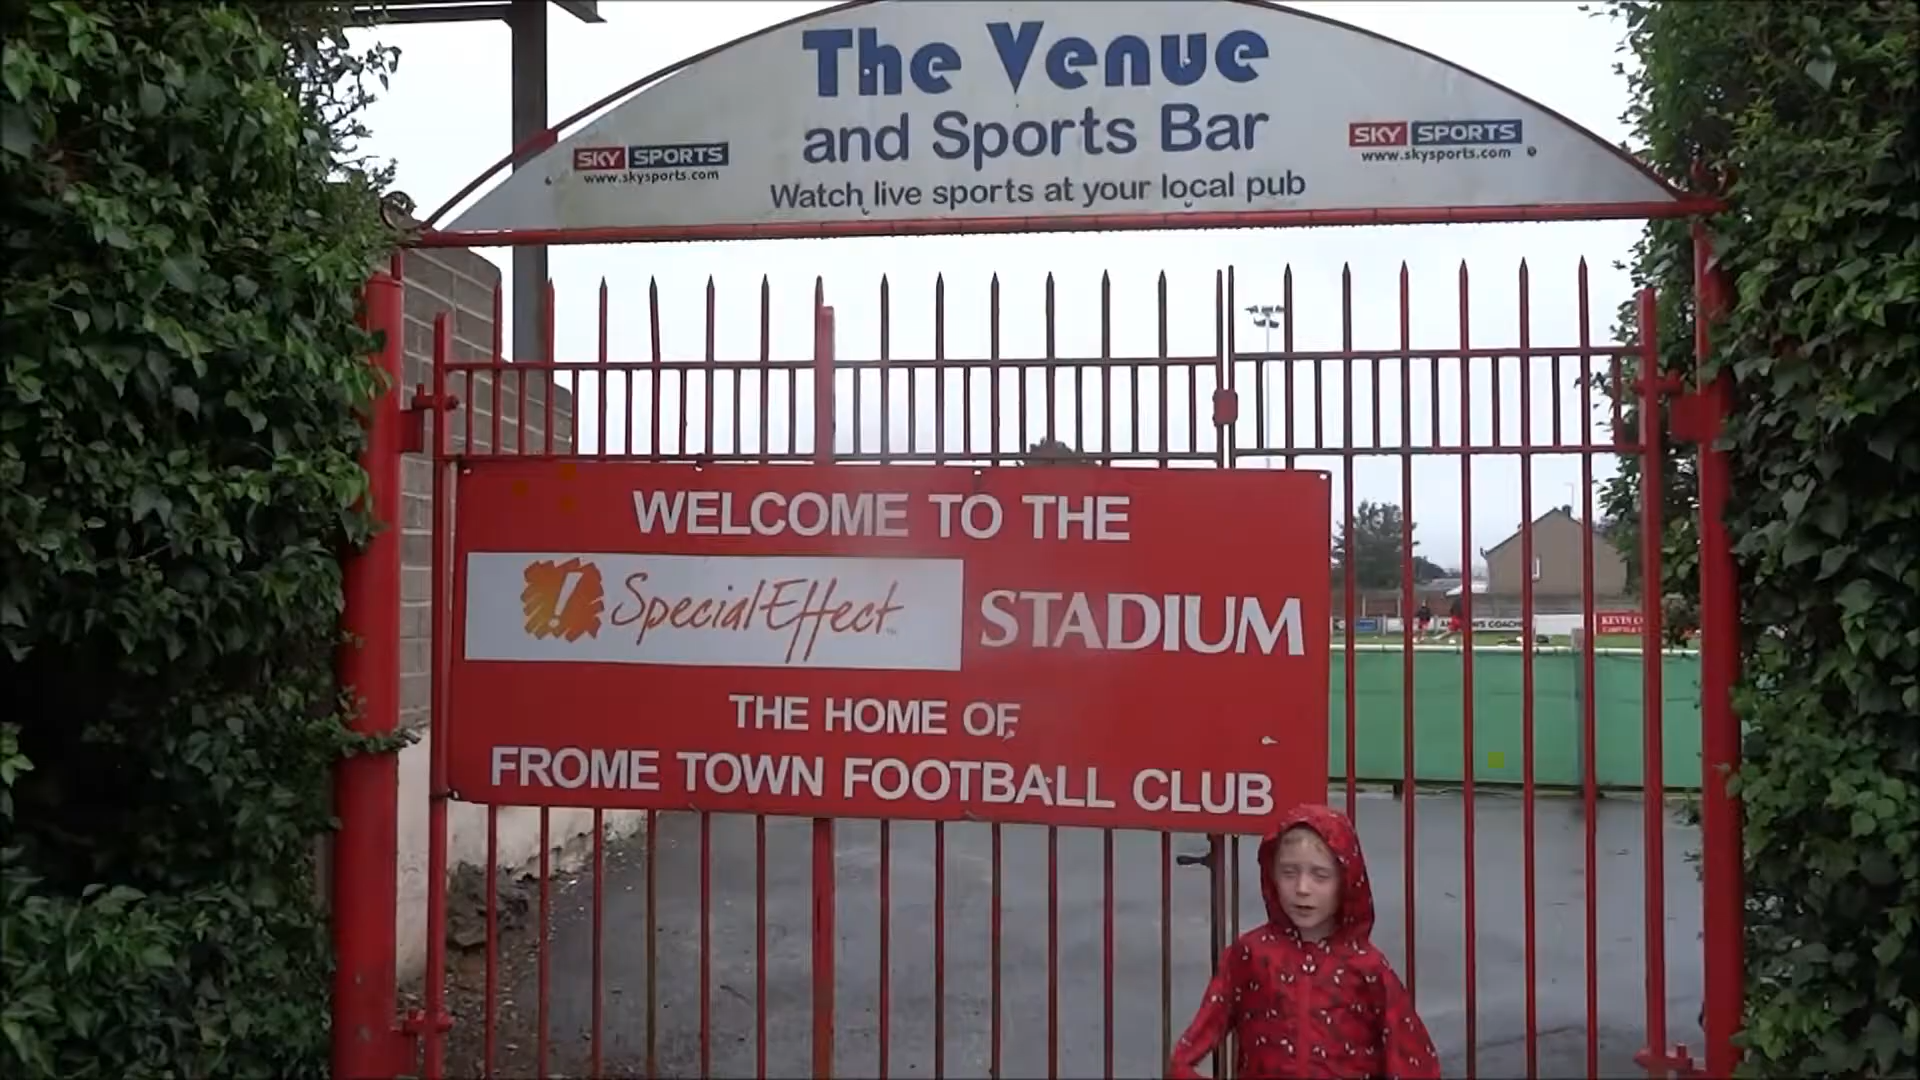 The Venue
and Sports Bar
SKY SPORTS
www.skysports.com
SKY SPORTS
www.skysports.com
Watch live sports at your local pub
WELCOME TO THE
! SpecialEffect STADIUM
THE HOME OF
FROME TOWN FOOTBALL CLUB
KEVIN